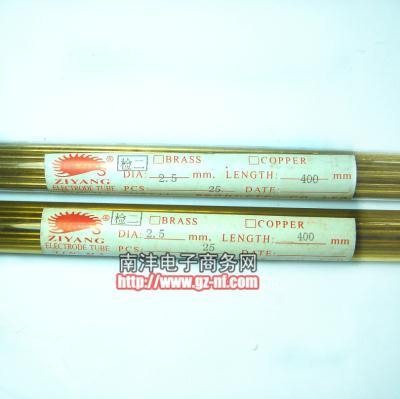 ZIYANG ®
ELECTRODE TUBE
检二 BRASS COPPER
DIA: 2.5 mm. LENGTH: 400 mm
PCS 25 DATE:
ZIYANG ®
ELECTRODE TUBE
检二 BRASS COPPER
DIA: 2.5 mm. LENGTH: 400 mm
PCS: 25
南沣电子商务网
www.gz-nf.com